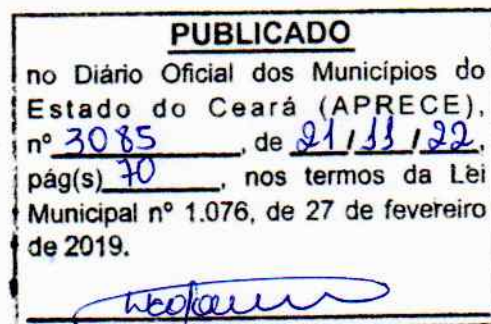 PUBLICADO
no Diário Oficial dos Municípios do
Estado do Ceará (APRECE),
nº 3085, de 21/11/22,
pág(s) 70, nos termos da Lei
Municipal nº 1.076, de 27 de fevereiro
de 2019.